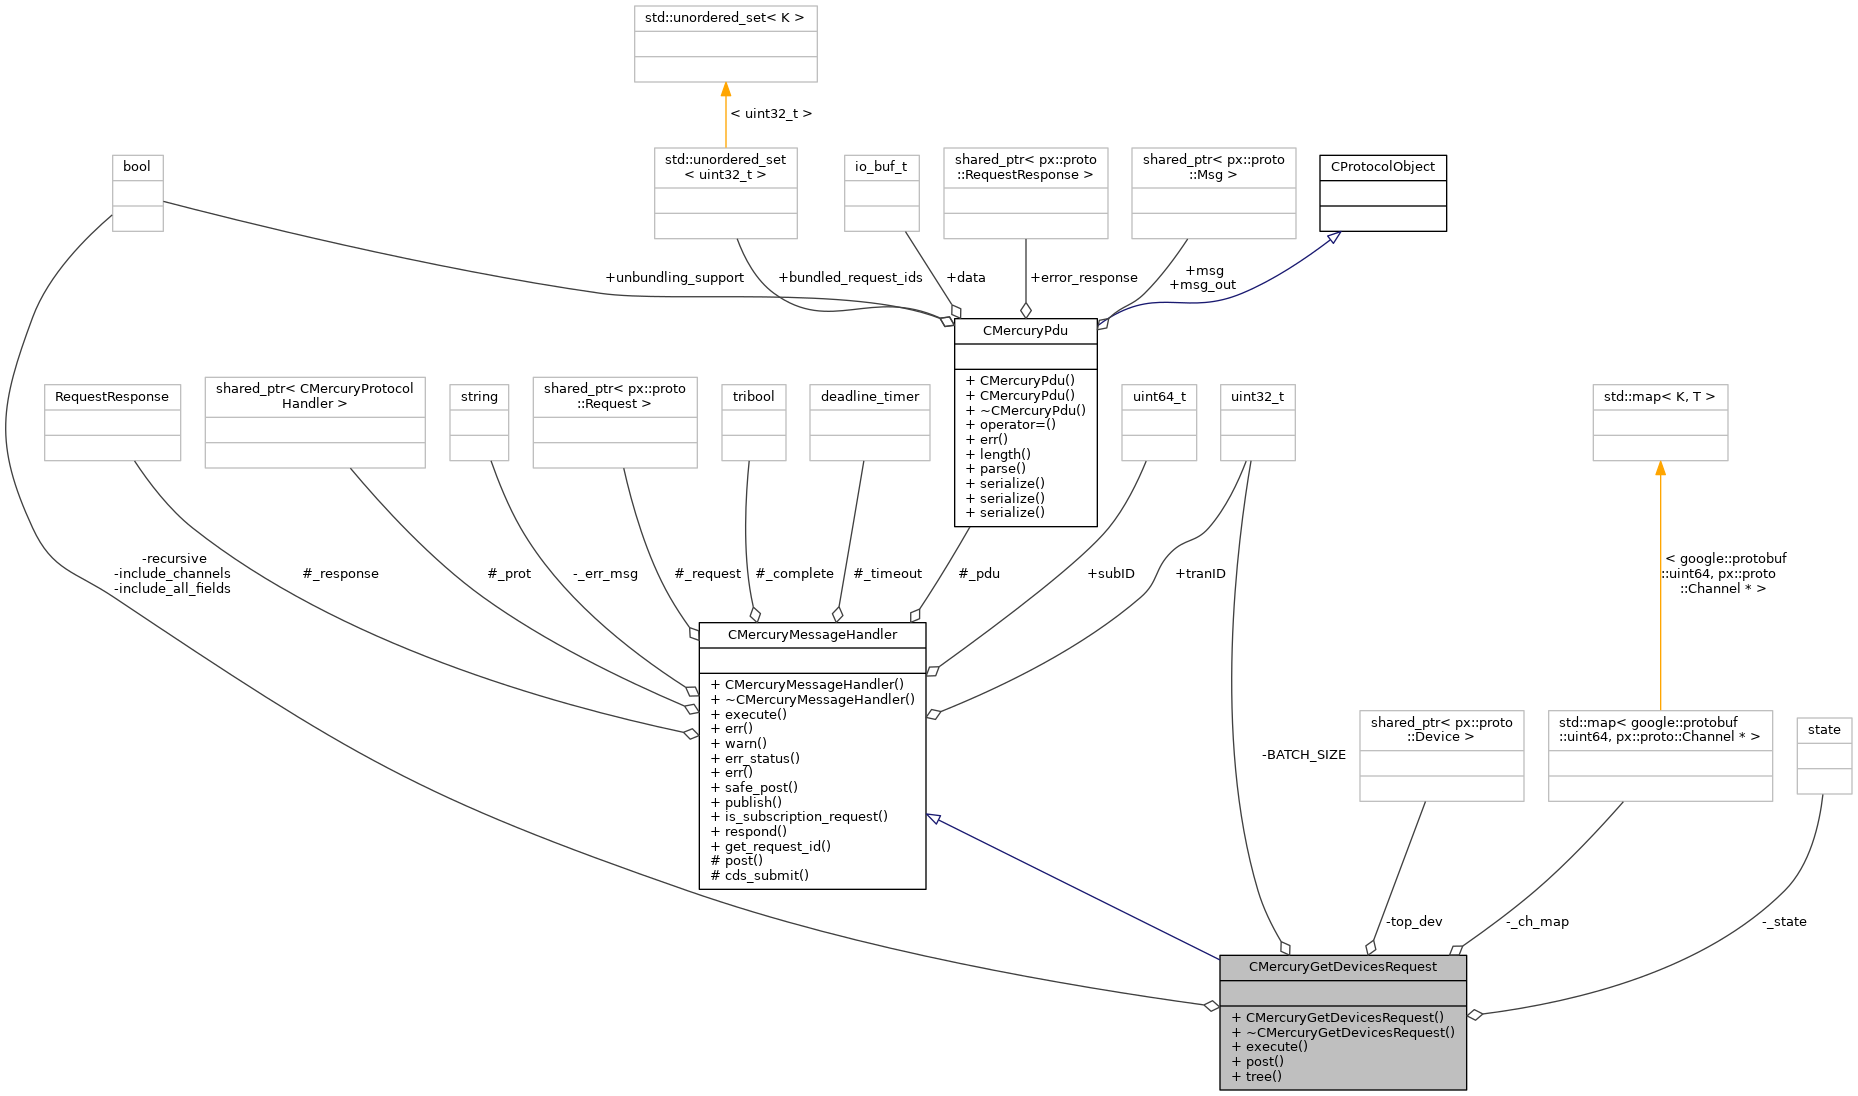 std::unordered_set< K >
< uint32_t >
bool
std::unordered_set
< uint32_t >
io_buf_t
shared_ptr< px::proto
::RequestResponse >
shared_ptr< px::proto
::Msg >
CProtocolObject
+unbundling_support
+bundled_request_ids
+data
+error_response
+msg
+msg_out
CMercuryPdu
+ CMercuryPdu()
+ CMercuryPdu()
+ ~CMercuryPdu()
+ operator=()
+ err()
+ length()
+ parse()
+ serialize()
+ serialize()
+ serialize()
RequestResponse
shared_ptr< CMercuryProtocol
Handler >
string
shared_ptr< px::proto
::Request >
tribool
deadline_timer
uint64_t
uint32_t
std::map< K, T >
-recursive
-include_channels
-include_all_fields
#_response
#_prot
-_err_msg
#_request
#_complete
#_timeout
#_pdu
+subID
+tranID
< google::protobuf
::uint64, px::proto
::Channel * >
CMercuryMessageHandler
+ CMercuryMessageHandler()
+ ~CMercuryMessageHandler()
+ execute()
+ err()
+ warn()
+ err_status()
+ err()
+ safe_post()
+ publish()
+ is_subscription_request()
+ respond()
+ get_request_id()
# post()
# cds_submit()
-BATCH_SIZE
shared_ptr< px::proto
::Device >
std::map< google::protobuf
::uint64, px::proto::Channel * >
state
-top_dev
-_ch_map
-_state
CMercuryGetDevicesRequest
+ CMercuryGetDevicesRequest()
+ ~CMercuryGetDevicesRequest()
+ execute()
+ post()
+ tree()